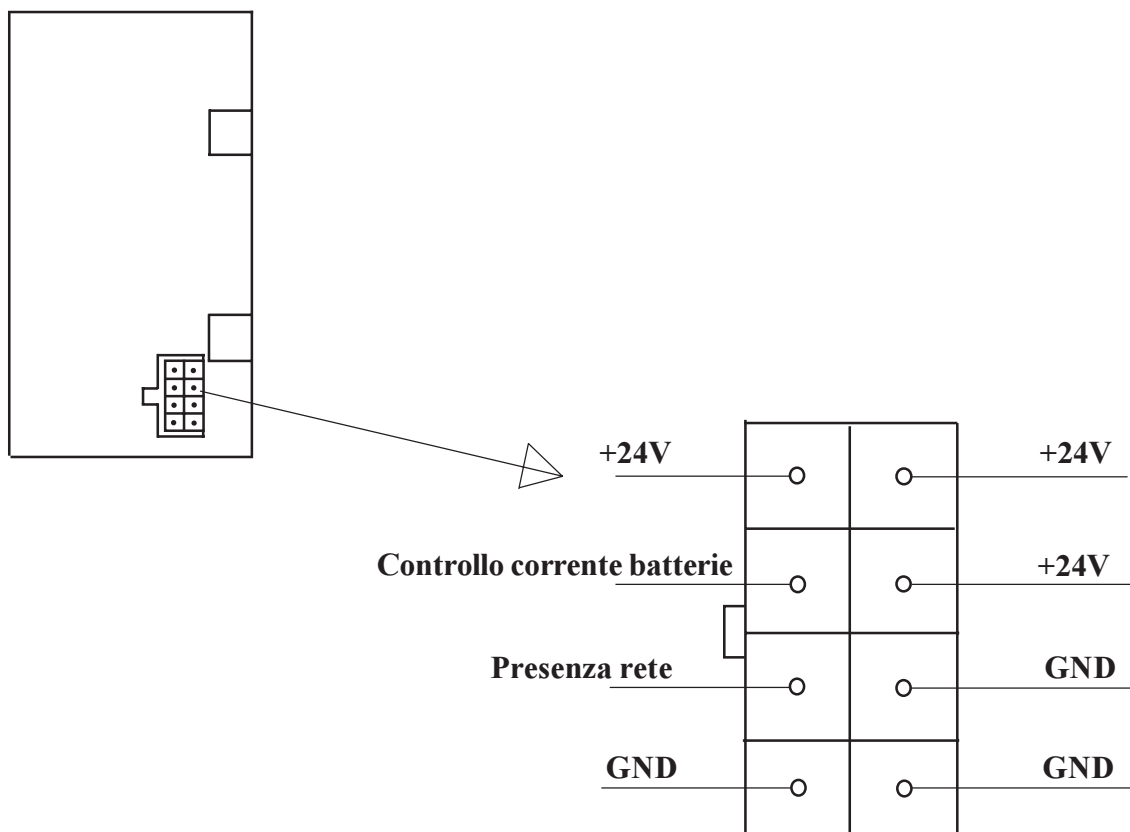 +24V
+24V
Controllo corrente batterie
+24V
Presenza rete
GND
GND
GND